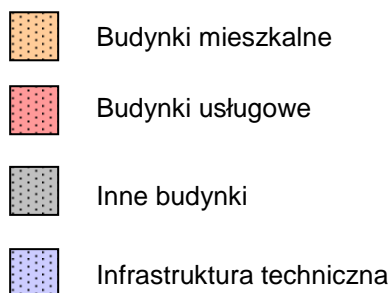 Budynki mieszkalne
Budynki usługowe
Inne budynki
Infrastruktura techniczna